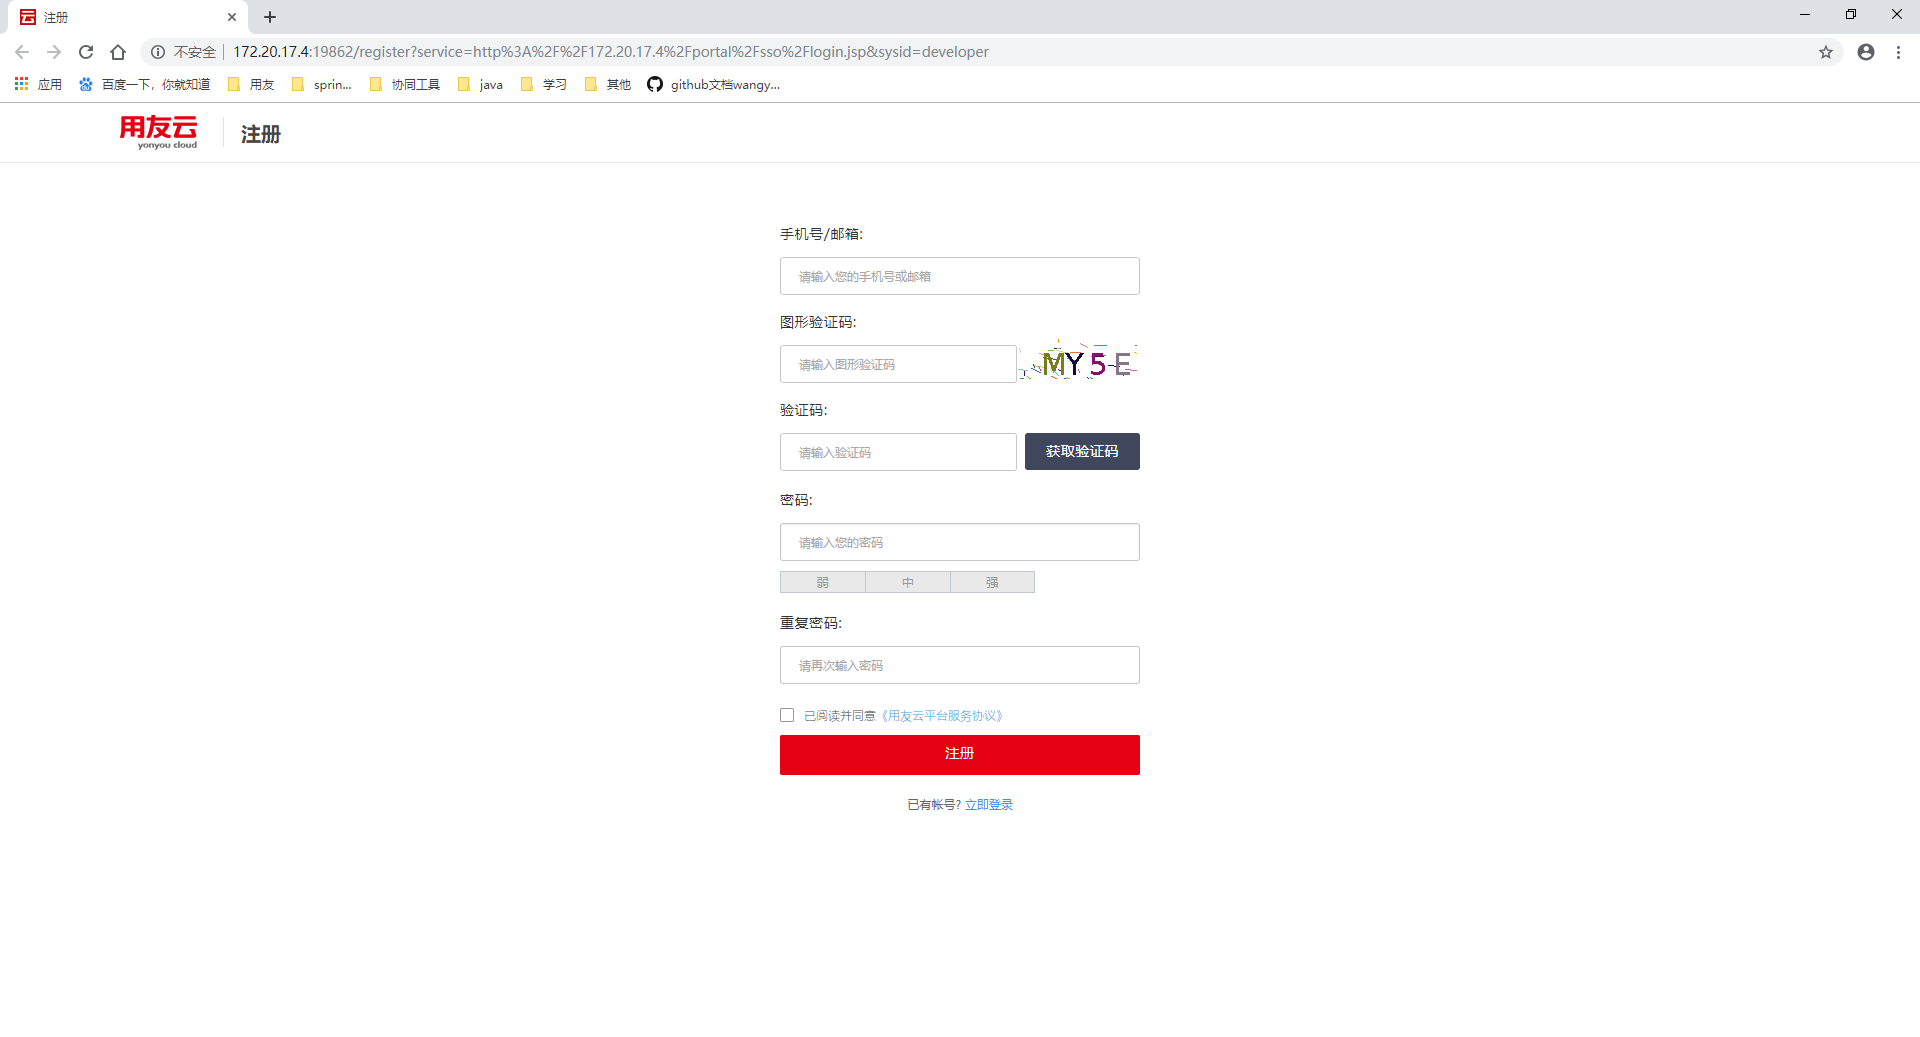 注册
不安全 172.20.17.4:19862/register?service=http%3A%2F%2F172.20.17.4%2Fportal%2Fsso%2Flogin.jsp&sysid=developer
应用 百度一下，你就知道 用友 sprin... 协同工具 java 学习 其他 github文档wangy...
用友云 yonyou cloud 注册
手机号/邮箱:
请输入您的手机号或邮箱
图形验证码:
请输入图形验证码 MY5E
验证码:
请输入验证码 获取验证码
密码:
请输入您的密码
弱 中 强
重复密码:
请再次输入密码
已阅读并同意《用友云平台服务协议》
注册
已有帐号? 立即登录